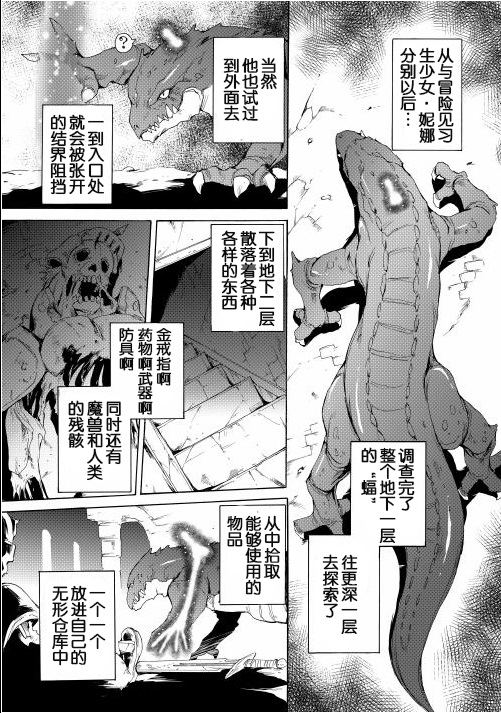 从与冒险见习
生少女·妮娜
分别以后…
调查完了
整个地下一层
的“蝠”
往更深一层
去探索了
?
当然
他也试过
到外面去
一到入口处
就会被张开
的结界阻挡
下到地下二层
散落着各种
各样的东西
金戒指啊
药物啊武器啊
防具啊
同时还有
魔兽和人类
的残骸
从中拾取
能够使用的
物品
一个一个
放进自己的
无形仓库中